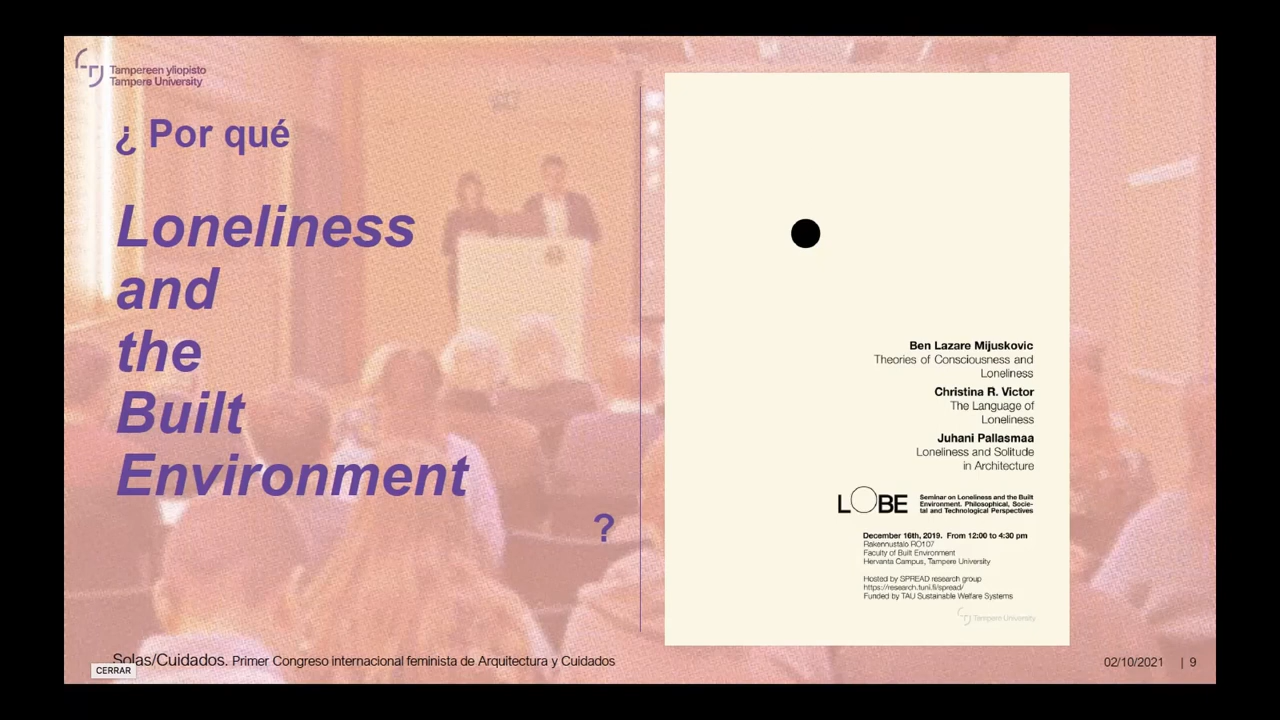 Tampereen yliopisto
Tampere University
¿ Por qué
Loneliness
and
the
Built
Environment
?
Ben Lazare Mijuskovic
Theories of Consciousness and
Loneliness
Christina R. Victor
The Language of
Loneliness
Juhani Pallasmaa
Loneliness and Solitude
in Architecture
LOBE
Seminar on Loneliness and the Built
Environment. Philosophical, Socie-
tal and Technological Perspectives
December 16th, 2019. From 12:00 to 4:30 pm
Rakennustalo RO107
Faculty of Built Environment
Hervanta Campus, Tampere University
Hosted by SPREAD research group
https://research.tuni.fi/spread/
Funded by TAU Sustainable Welfare Systems
Tampere University
Solas/Cuidados. Primer Congreso internacional feminista de Arquitectura y Cuidados
CERRAR
02/10/2021 | 9